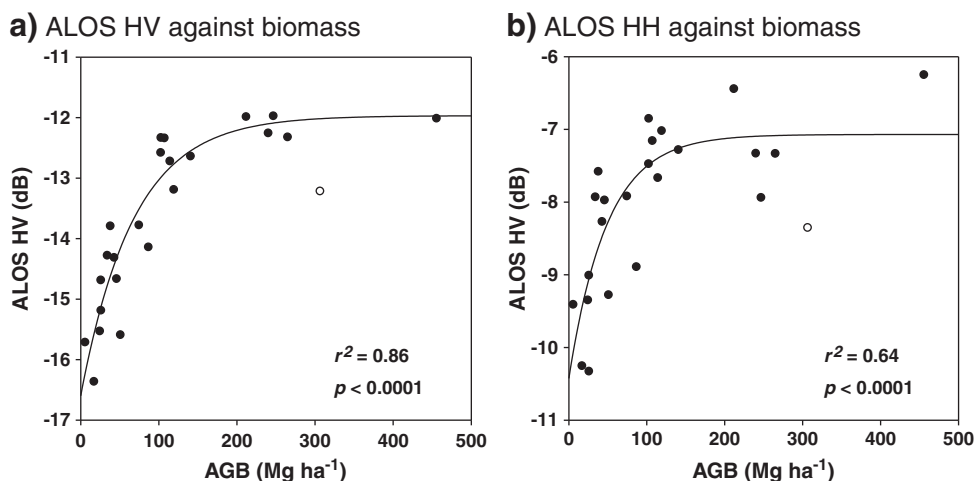 a) ALOS HV against biomass
-11
-12
-13
-14
-15
-16
-17
ALOS HV (dB)
0 100 200 300 400 500
AGB (Mg ha⁻¹)
r² = 0.86
p < 0.0001
b) ALOS HH against biomass
-6
-7
-8
-9
-10
-11
ALOS HV (dB)
0 100 200 300 400 500
AGB (Mg ha⁻¹)
r² = 0.64
p < 0.0001